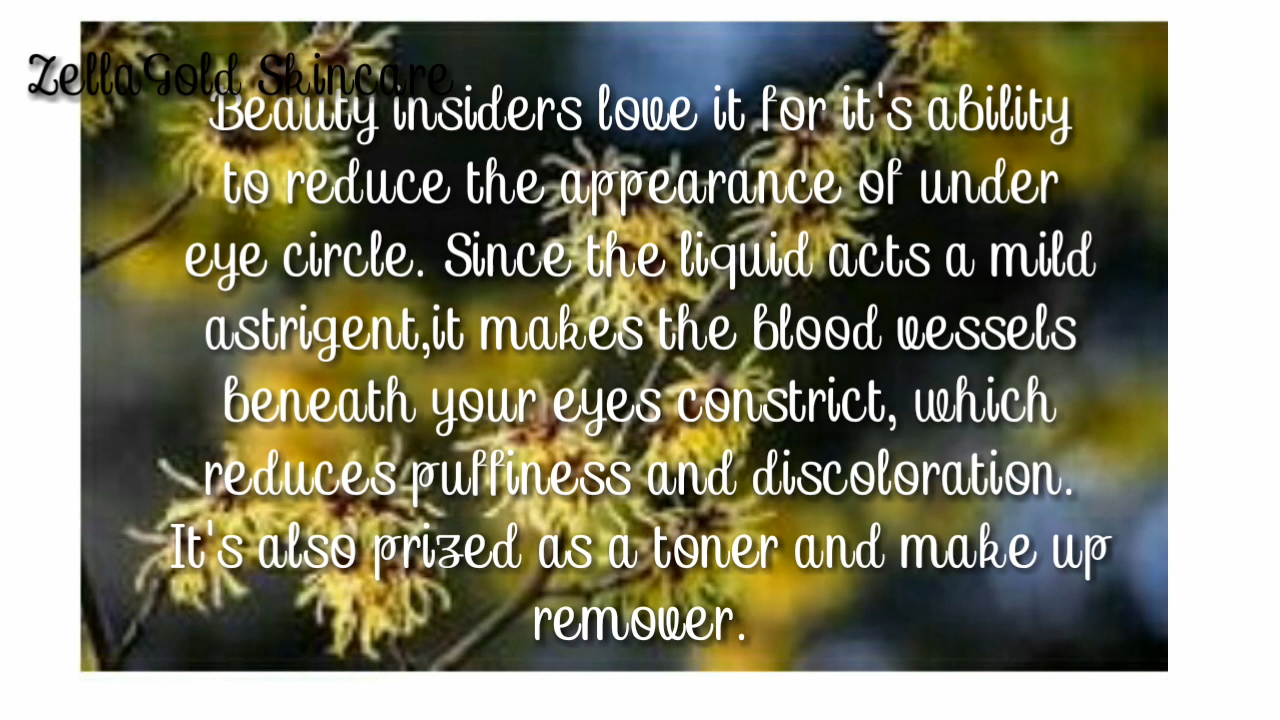 ZellaGold Skincare
Beauty insiders love it for it's ability
to reduce the appearance of under
eye circle. Since the liquid acts a mild
astrigent,it makes the blood vessels
beneath your eyes constrict, which
reduces puffiness and discoloration.
It's also prized as a toner and make up
remover.